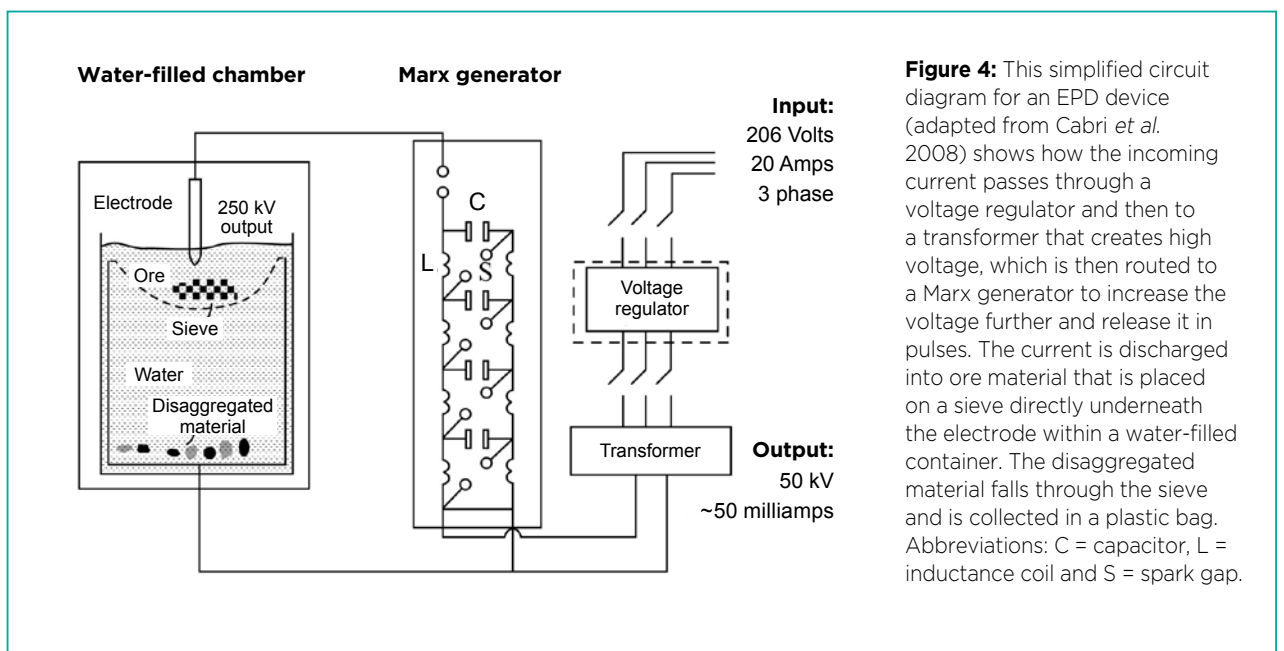 Water-filled chamber
Marx generator
Input:
206 Volts
20 Amps
3 phase
Electrode
250 kV
output
Ore
Sieve
Water
Disaggregated
material
C
L
S
Voltage
regulator
Transformer
Output:
50 kV
~50 milliamps
Figure 4: This simplified circuit
diagram for an EPD device
(adapted from Cabri et al.
2008) shows how the incoming
current passes through a
voltage regulator and then to
a transformer that creates high
voltage, which is then routed to
a Marx generator to increase the
voltage further and release it in
pulses. The current is discharged
into ore material that is placed
on a sieve directly underneath
the electrode within a water-filled
container. The disaggregated
material falls through the sieve
and is collected in a plastic bag.
Abbreviations: C = capacitor, L =
inductance coil and S = spark gap.